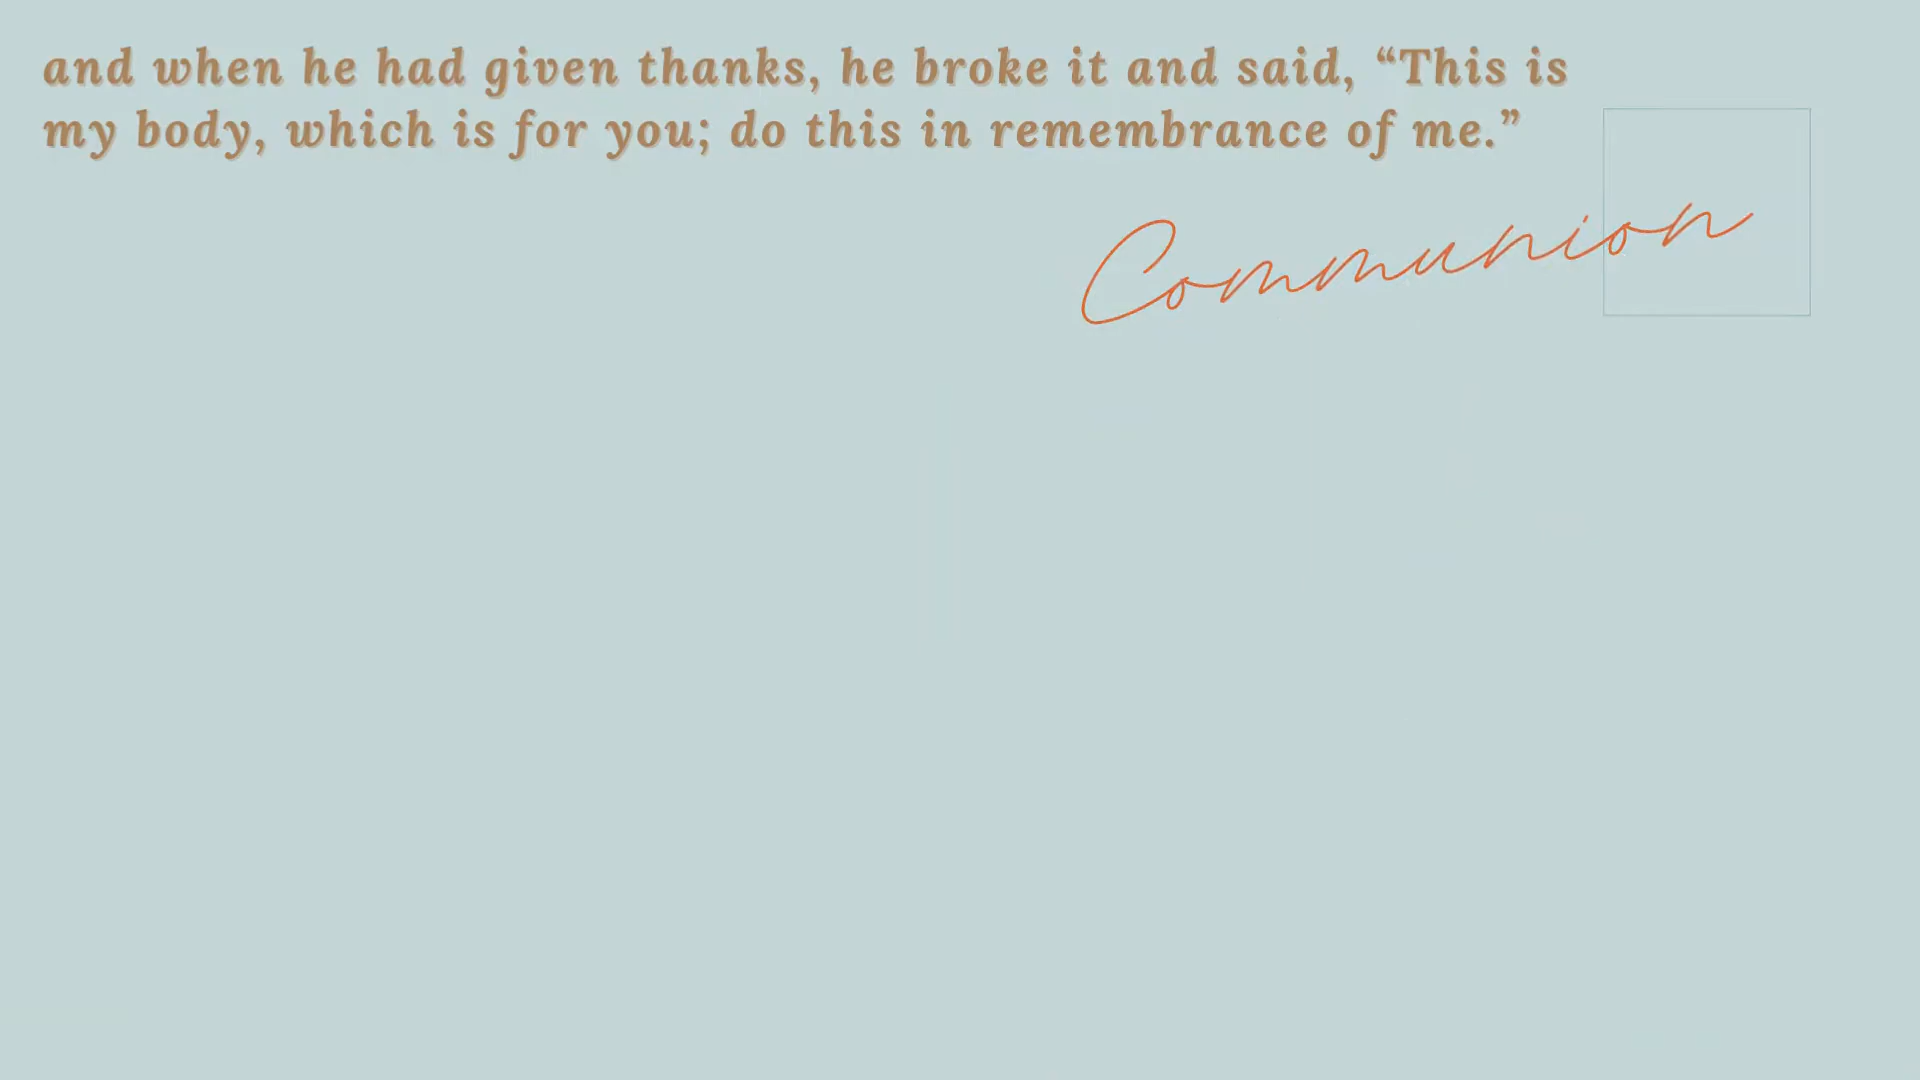 and when he had given thanks, he broke it and said, “This is
my body, which is for you; do this in remembrance of me.”
Communion